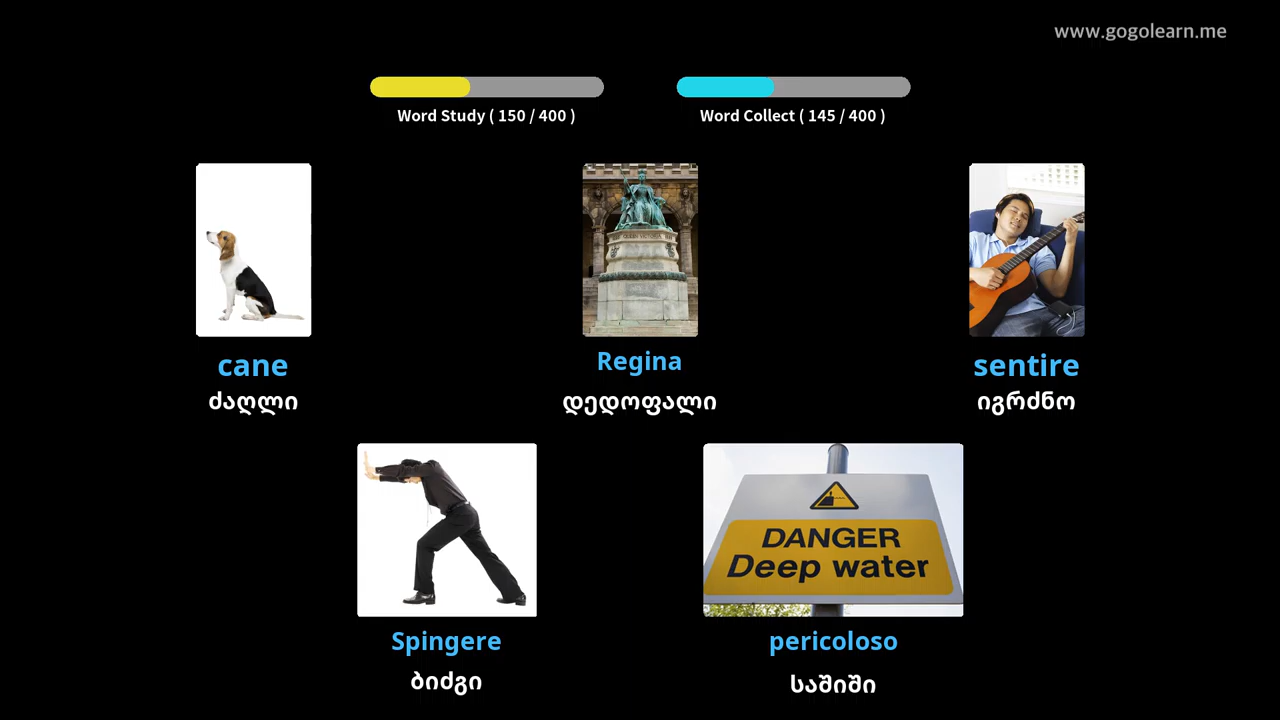 www.gogolearn.me
Word Study ( 150 / 400 )
Word Collect ( 145 / 400 )
cane
ძაღლი
Regina
დედოფალი
sentire
იგრძნო
DANGER
Deep water
Spingere
ბიძგი
pericoloso
საშიში